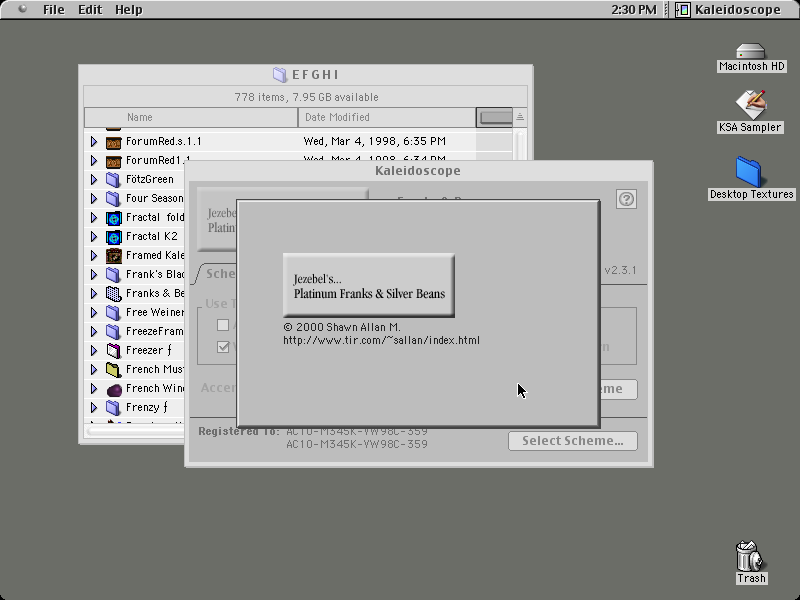 File Edit Help
2:30 PM
Kaleidoscope
Macintosh HD
KSA Sampler
Desktop Textures
Trash
EFGHI
778 items, 7.95 GB available
Name
Date Modified
ForumRed.s.1.1
Wed, Mar 4, 1998, 6:35 PM
ForumRed1.1
Wed, Mar 4, 1998, 6:34 PM
FötzGreen
Four Season
Fractal fold
Fractal K2
Framed Kale
Frank's Blac
Franks & Be
Free Weiner
FreezeFram
Freezer ƒ
French Must
French Wine
Frenzy ƒ
Kaleidoscope
Jezebe
Platin
v2.3.1
Sche
Use T
Accen
eme
Registered To: AC10-M345K-YW98C-359
AC10-M345K-YW98C-359
Select Scheme...
Jezebel's...
Platinum Franks & Silver Beans
© 2000 Shawn Allan M.
http://www.tir.com/~sallan/index.html